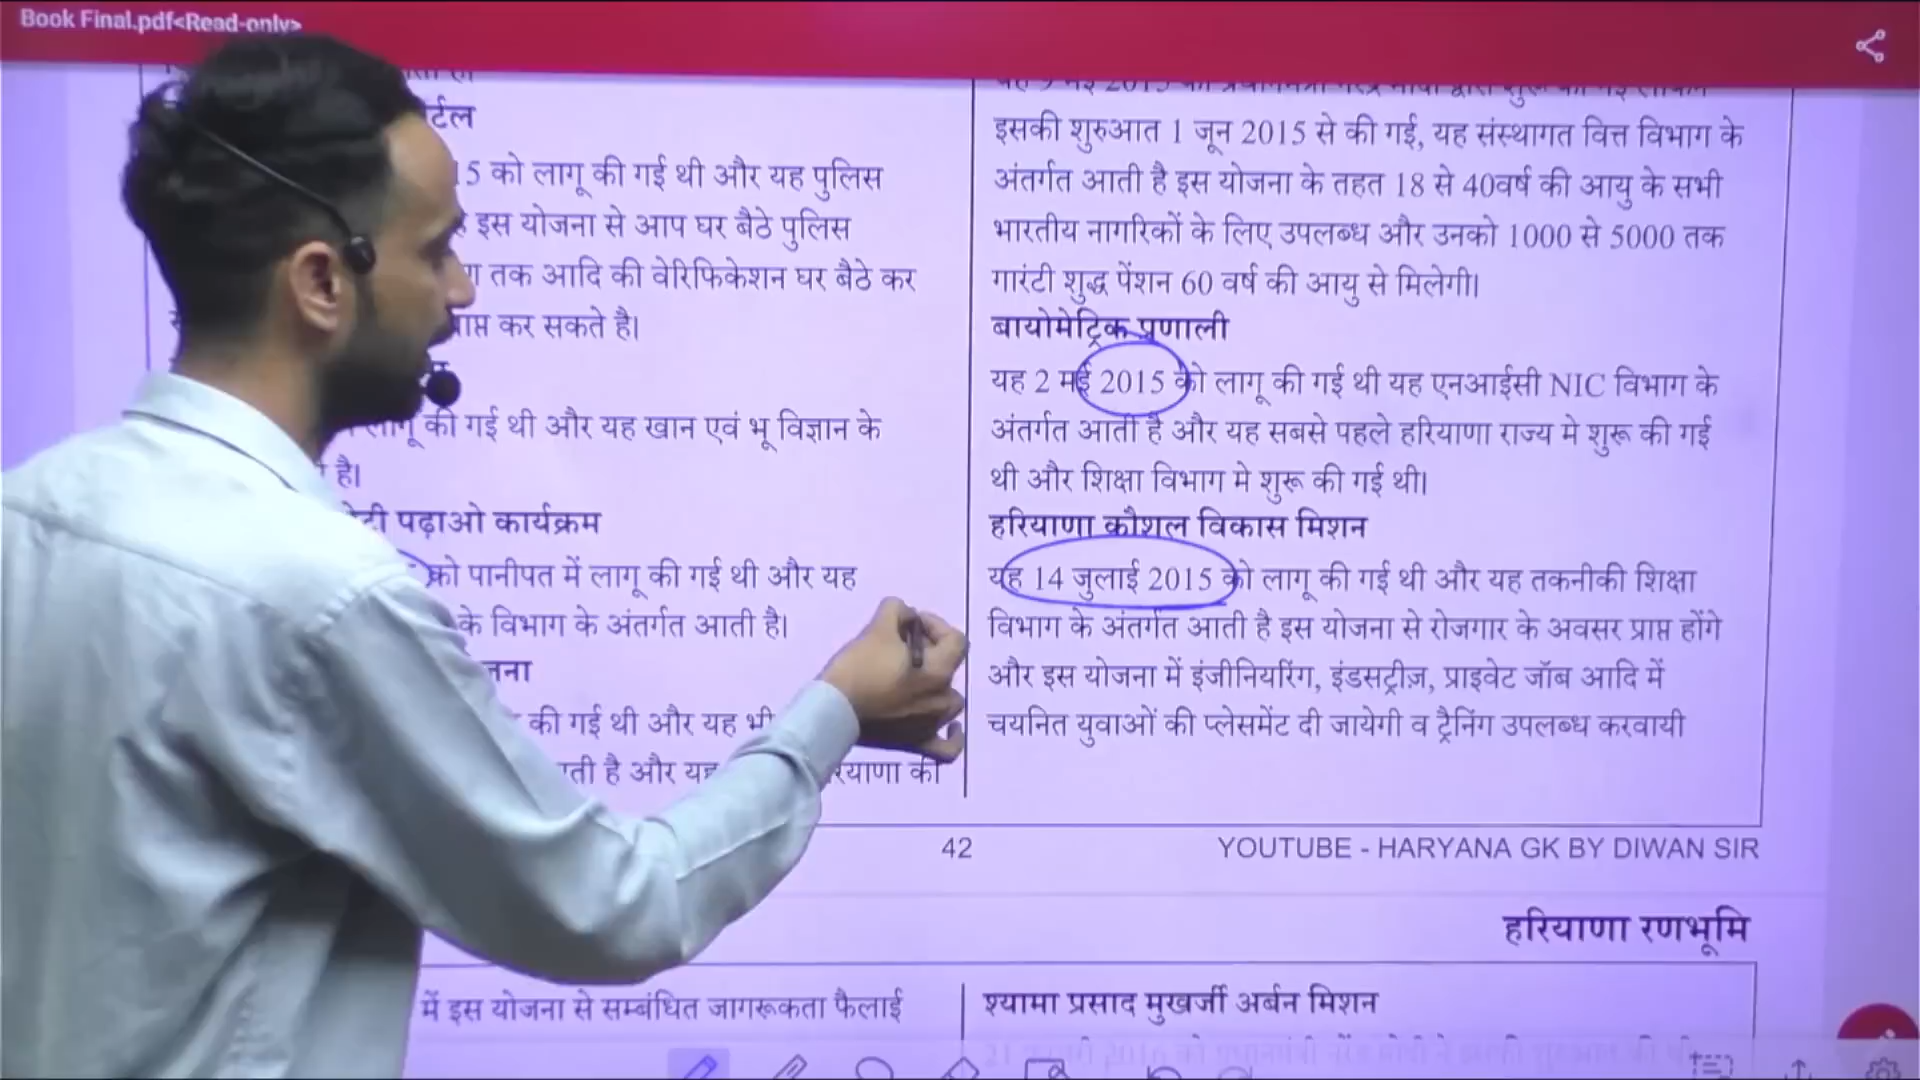 Book Final.pdf<Read-only>
र्टल
15 को लागू की गई थी और यह पुलिस
इस योजना से आप घर बैठे पुलिस
तक आदि की वेरिफिकेशन घर बैठे कर
कर सकते है।
लागू की गई थी और यह खान एवं भू विज्ञान के
है।
पढ़ाओ कार्यक्रम
को पानीपत में लागू की गई थी और यह
के विभाग के अंतर्गत आती है।
की गई थी और यह भी
है और यह
की
इसकी शुरुआत 1 जून 2015 से की गई, यह संस्थागत वित्त विभाग के
अंतर्गत आती है इस योजना के तहत 18 से 40वर्ष की आयु के सभी
भारतीय नागरिकों के लिए उपलब्ध और उनको 1000 से 5000 तक
गारंटी शुद्ध पेंशन 60 वर्ष की आयु से मिलेगी।
बायोमेट्रिक प्रणाली
यह 2 मई 2015 को लागू की गई थी यह एनआईसी NIC विभाग के
अंतर्गत आती है और यह सबसे पहले हरियाणा राज्य मे शुरू की गई
थी और शिक्षा विभाग मे शुरू की गई थी।
हरियाणा कौशल विकास मिशन
यह 14 जुलाई 2015 को लागू की गई थी और यह तकनीकी शिक्षा
विभाग के अंतर्गत आती है इस योजना से रोजगार के अवसर प्राप्त होंगे
और इस योजना में इंजीनियरिंग, इंडसट्रीज़, प्राइवेट जॉब आदि में
चयनित युवाओं की प्लेसमेंट दी जायेगी व ट्रैनिंग उपलब्ध करवायी
42
YOUTUBE - HARYANA GK BY DIWAN SIR
हरियाणा रणभूमि
में इस योजना से सम्बंधित जागरूकता फैलाई
श्यामा प्रसाद मुखर्जी अर्बन मिशन